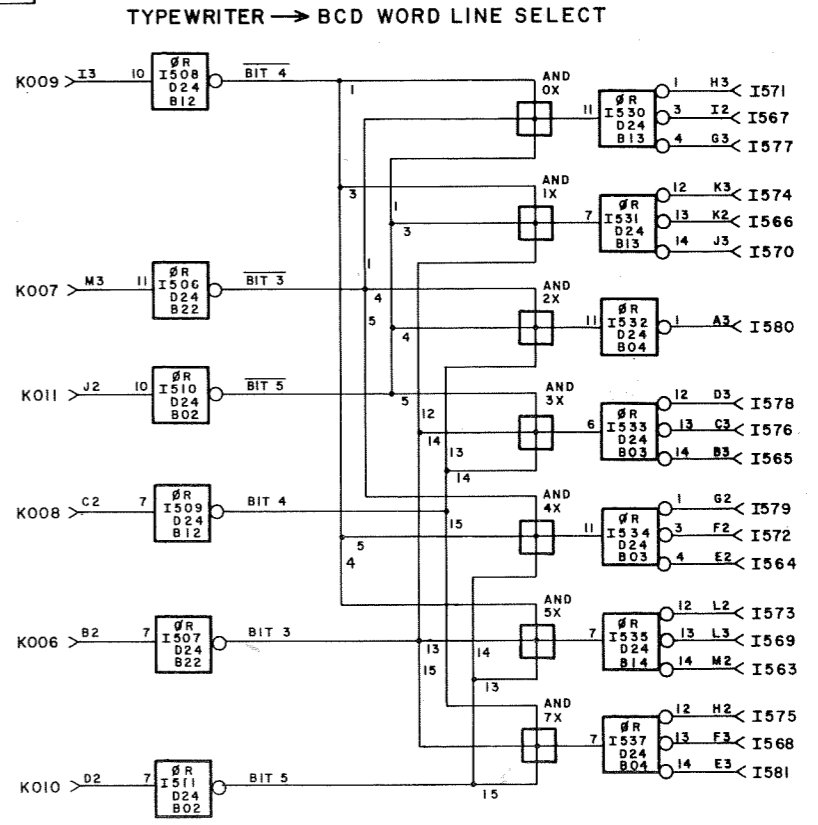 TYPEWRITER → BCD WORD LINE SELECT
K009 I3 10 ØR I508 D24 B12 BIT 4 1 AND 0X 11 ØR I530 D24 B13 1 H3 I571
3 I2 I567
4 G3 I577
3 1 3 AND 1X 7 ØR I531 D24 B13 12 K3 I574
13 K2 I566
14 J3 I570
K007 M3 11 ØR I506 D24 B22 BIT 3 1 4 5 AND 2X 4 11 ØR I532 D24 B04 1 A3 I580
K011 J2 10 ØR I510 D24 B02 BIT 5 5 AND 3X 12 14 13 14 6 ØR I533 D24 B03 12 D3 I578
13 C3 I576
14 B3 I565
K008 C2 7 ØR I509 D24 B12 BIT 4 15 AND 4X 5 4 11 ØR I534 D24 B03 1 G2 I579
3 F2 I572
4 E2 I564
K006 B2 7 ØR I507 D24 B22 BIT 3 13 15 14 13 AND 5X 7 ØR I535 D24 B14 12 L2 I573
13 L3 I569
14 M2 I563
K010 D2 7 ØR I511 D24 B02 BIT 5 15 AND 7X 7 ØR I537 D24 B04 12 H2 I575
13 F3 I568
14 E3 I581